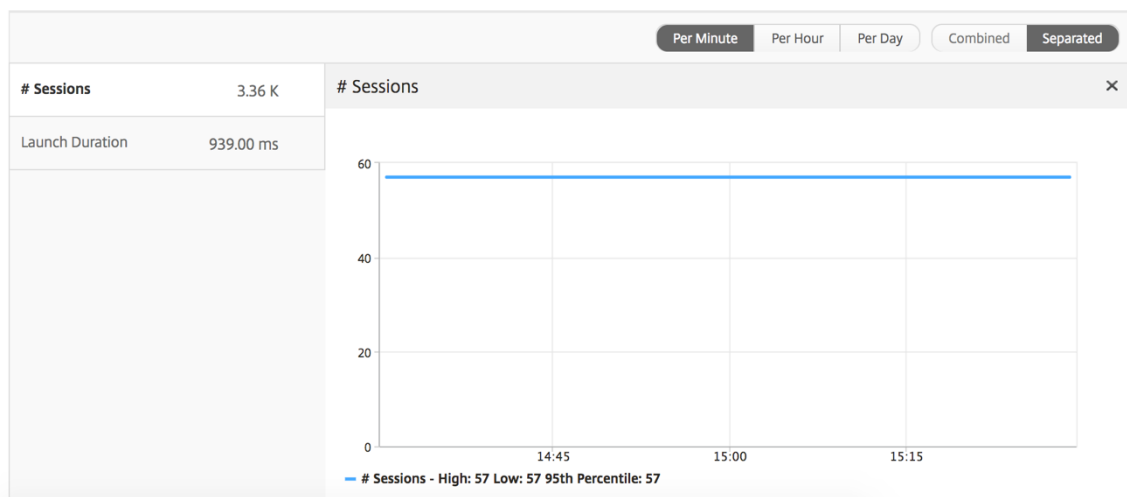 Per Minute Per Hour Per Day Combined Separated
# Sessions 3.36 K
Launch Duration 939.00 ms
# Sessions ×
60
40
20
0
14:45 15:00 15:15
# Sessions - High: 57 Low: 57 95th Percentile: 57